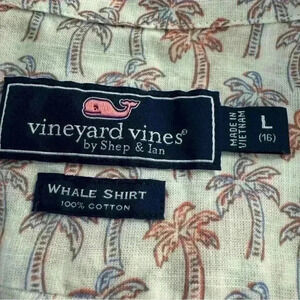 vineyard vines®
by Shep & Ian
MADE IN
VIETNAM
L
(16)
WHALE SHIRT
100% COTTON